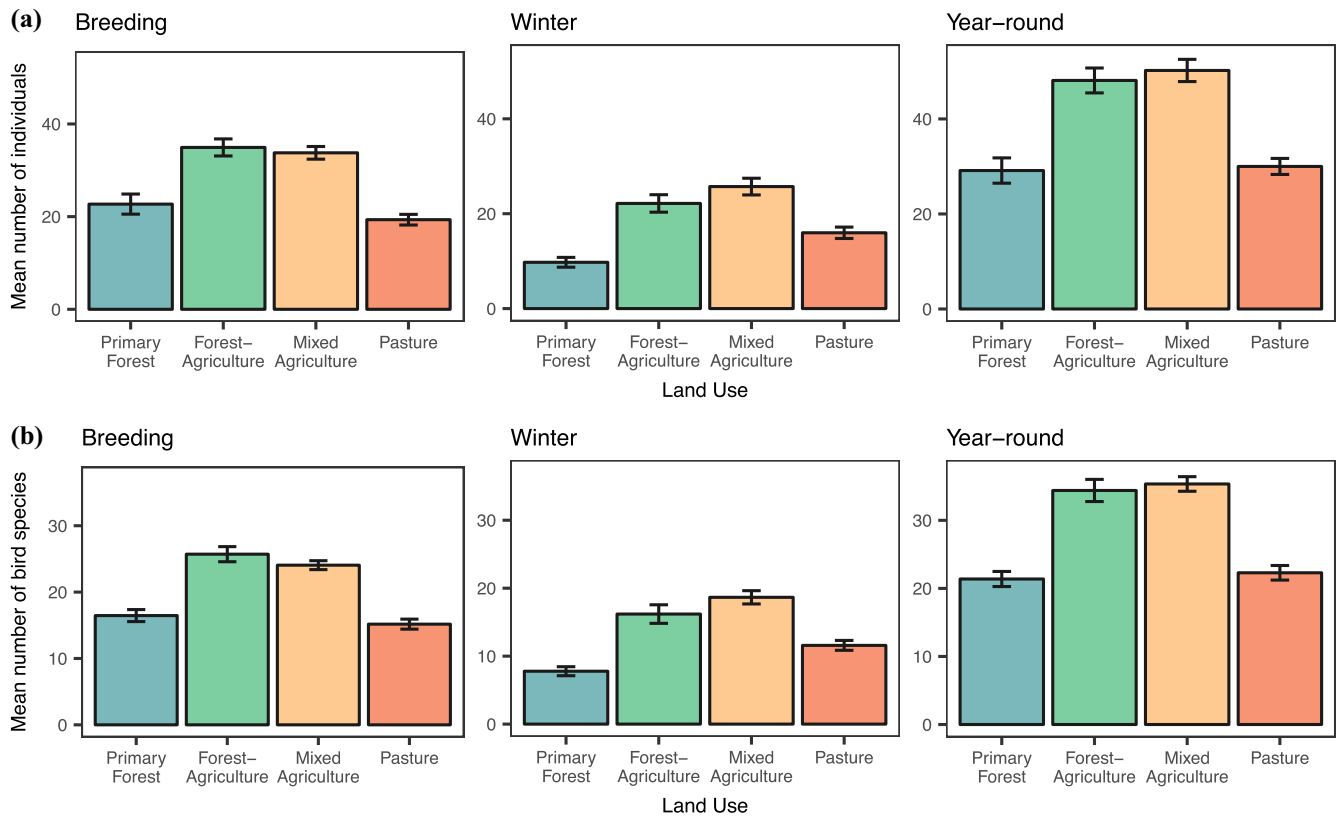 (a)
Breeding
Winter
Year−round
Mean number of individuals
40
20
0
40
20
0
40
20
0
Primary Forest
Forest− Agriculture
Mixed Agriculture
Pasture
Primary Forest
Forest− Agriculture
Mixed Agriculture
Pasture
Primary Forest
Forest− Agriculture
Mixed Agriculture
Pasture
Land Use
(b)
Breeding
Winter
Year−round
Mean number of bird species
30
20
10
0
30
20
10
0
30
20
10
0
Primary Forest
Forest− Agriculture
Mixed Agriculture
Pasture
Primary Forest
Forest− Agriculture
Mixed Agriculture
Pasture
Primary Forest
Forest− Agriculture
Mixed Agriculture
Pasture
Land Use